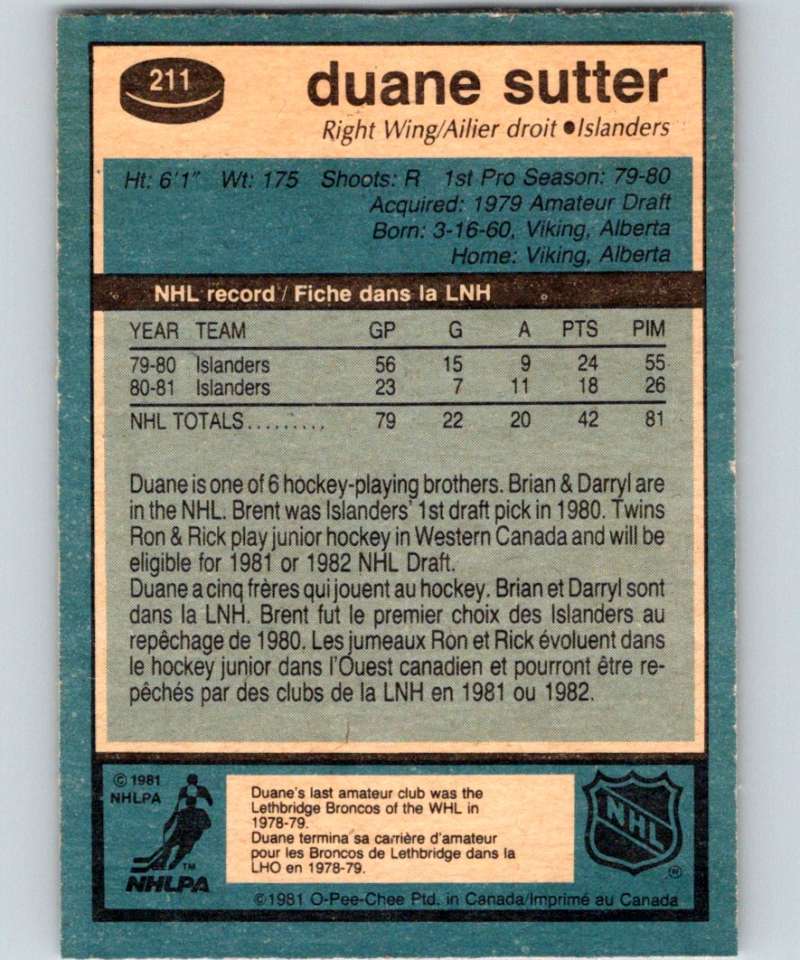 211
duane sutter
Right Wing/Ailier droit ●Islanders
Ht: 6'1" Wt: 175 Shoots: R 1st Pro Season: 79-80
Acquired: 1979 Amateur Draft
Born: 3-16-60, Viking, Alberta
Home: Viking, Alberta
NHL record / Fiche dans la LNH
YEAR TEAM GP G A PTS PIM
79-80 Islanders 56 15 9 24 55
80-81 Islanders 23 7 11 18 26
NHL TOTALS......... 79 22 20 42 81
Duane is one of 6 hockey-playing brothers. Brian & Darryl are
in the NHL. Brent was Islanders' 1st draft pick in 1980. Twins
Ron & Rick play junior hockey in Western Canada and will be
eligible for 1981 or 1982 NHL Draft.
Duane a cinq frères qui jouent au hockey. Brian et Darryl sont
dans la LNH. Brent fut le premier choix des Islanders au
repêchage de 1980. Les jumeaux Ron et Rick évoluent dans
le hockey junior dans l'Ouest canadien et pourront être re-
pêchés par des clubs de la LNH en 1981 ou 1982.
© 1981
NHLPA
TM
NHLPA
Duane's last amateur club was the
Lethbridge Broncos of the WHL in
1978-79.
Duane termina sa carrière d'amateur
pour les Broncos de Lethbridge dans la
LHO en 1978-79.
NHL
®
©1981 O-Pee-Chee Ptd. in Canada/Imprimé au Canada